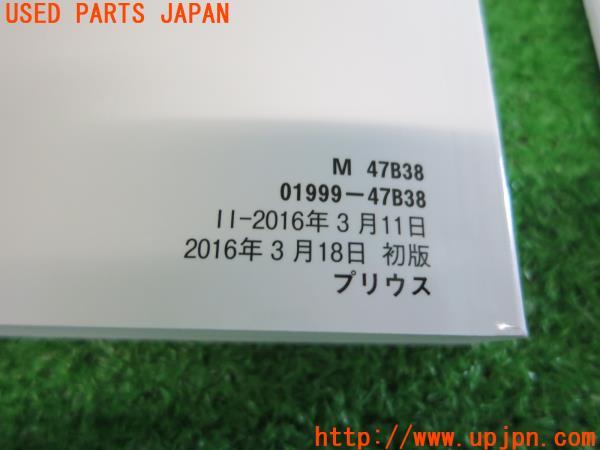 USED PARTS JAPAN
M 47B38
01999-47B38
II-2016年3月11日
2016年3月18日 初版
プリウス
http://www.upjpn.com